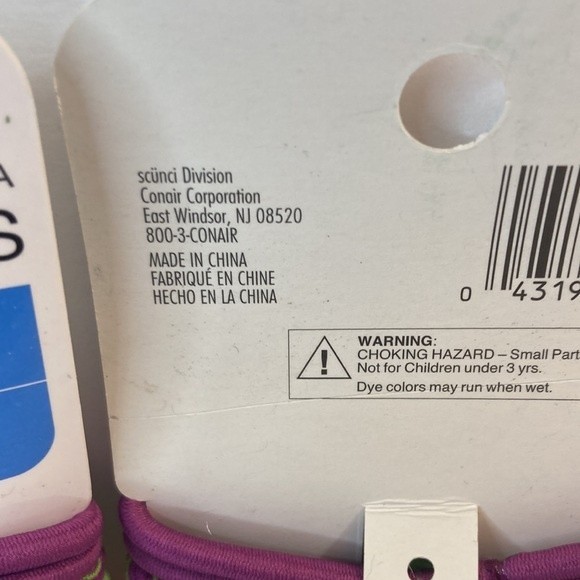 scünci Division
Conair Corporation
East Windsor, NJ 08520
800-3-CONAIR
MADE IN CHINA
FABRIQUÉ EN CHINE
HECHO EN LA CHINA
0 4319
WARNING:
CHOKING HAZARD – Small Part
Not for Children under 3 yrs.
Dye colors may run when wet.
A
S